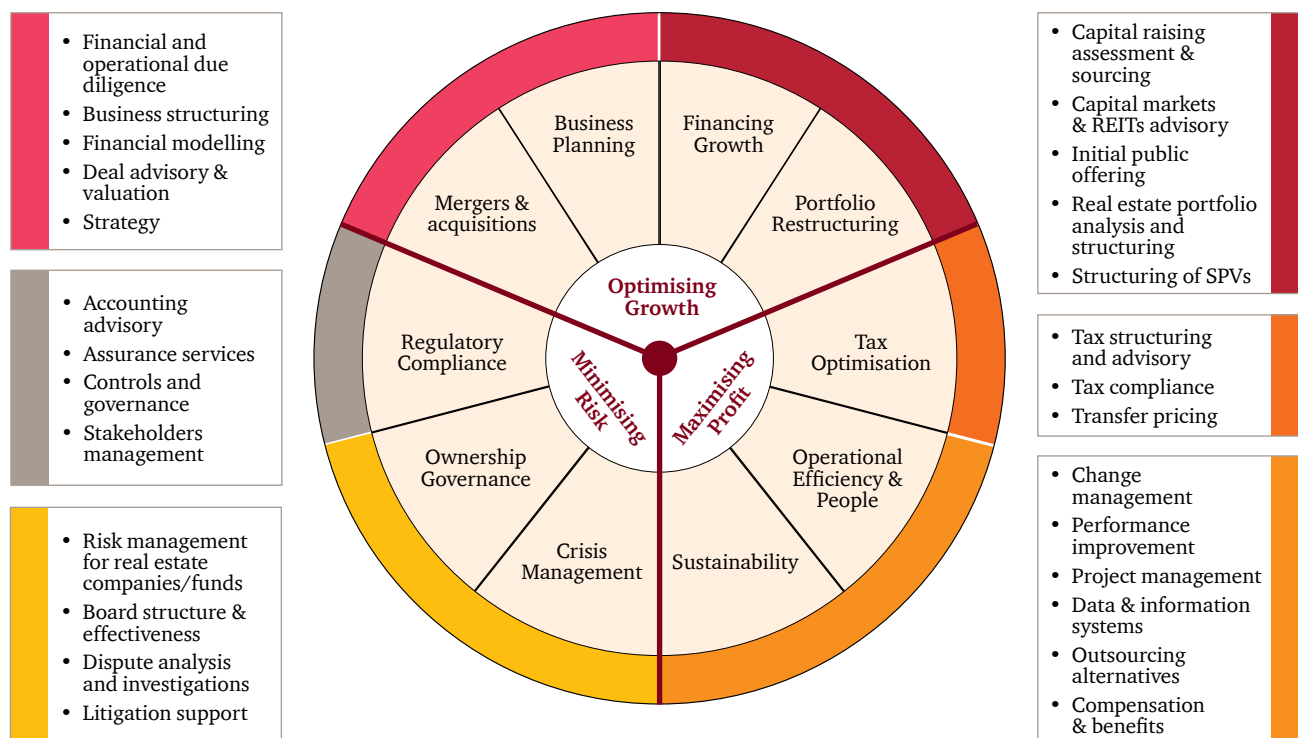 • Financial and
operational due
diligence
• Business structuring
• Financial modelling
• Deal advisory &
valuation
• Strategy
• Accounting
advisory
• Assurance services
• Controls and
governance
• Stakeholders
management
• Risk management
for real estate
companies/funds
• Board structure &
effectiveness
• Dispute analysis
and investigations
• Litigation support
Business
Planning
Financing
Growth
Mergers &
acquisitions
Portfolio
Restructuring
Optimising
Growth
Regulatory
Compliance
Minimising
Risk
Maximising
Profit
Tax
Optimisation
Ownership
Governance
Operational
Efficiency &
People
Crisis
Management
Sustainability
• Capital raising
assessment &
sourcing
• Capital markets
& REITs advisory
• Initial public
offering
• Real estate portfolio
analysis and
structuring
• Structuring of SPVs
• Tax structuring
and advisory
• Tax compliance
• Transfer pricing
• Change
management
• Performance
improvement
• Project management
• Data & information
systems
• Outsourcing
alternatives
• Compensation
& benefits